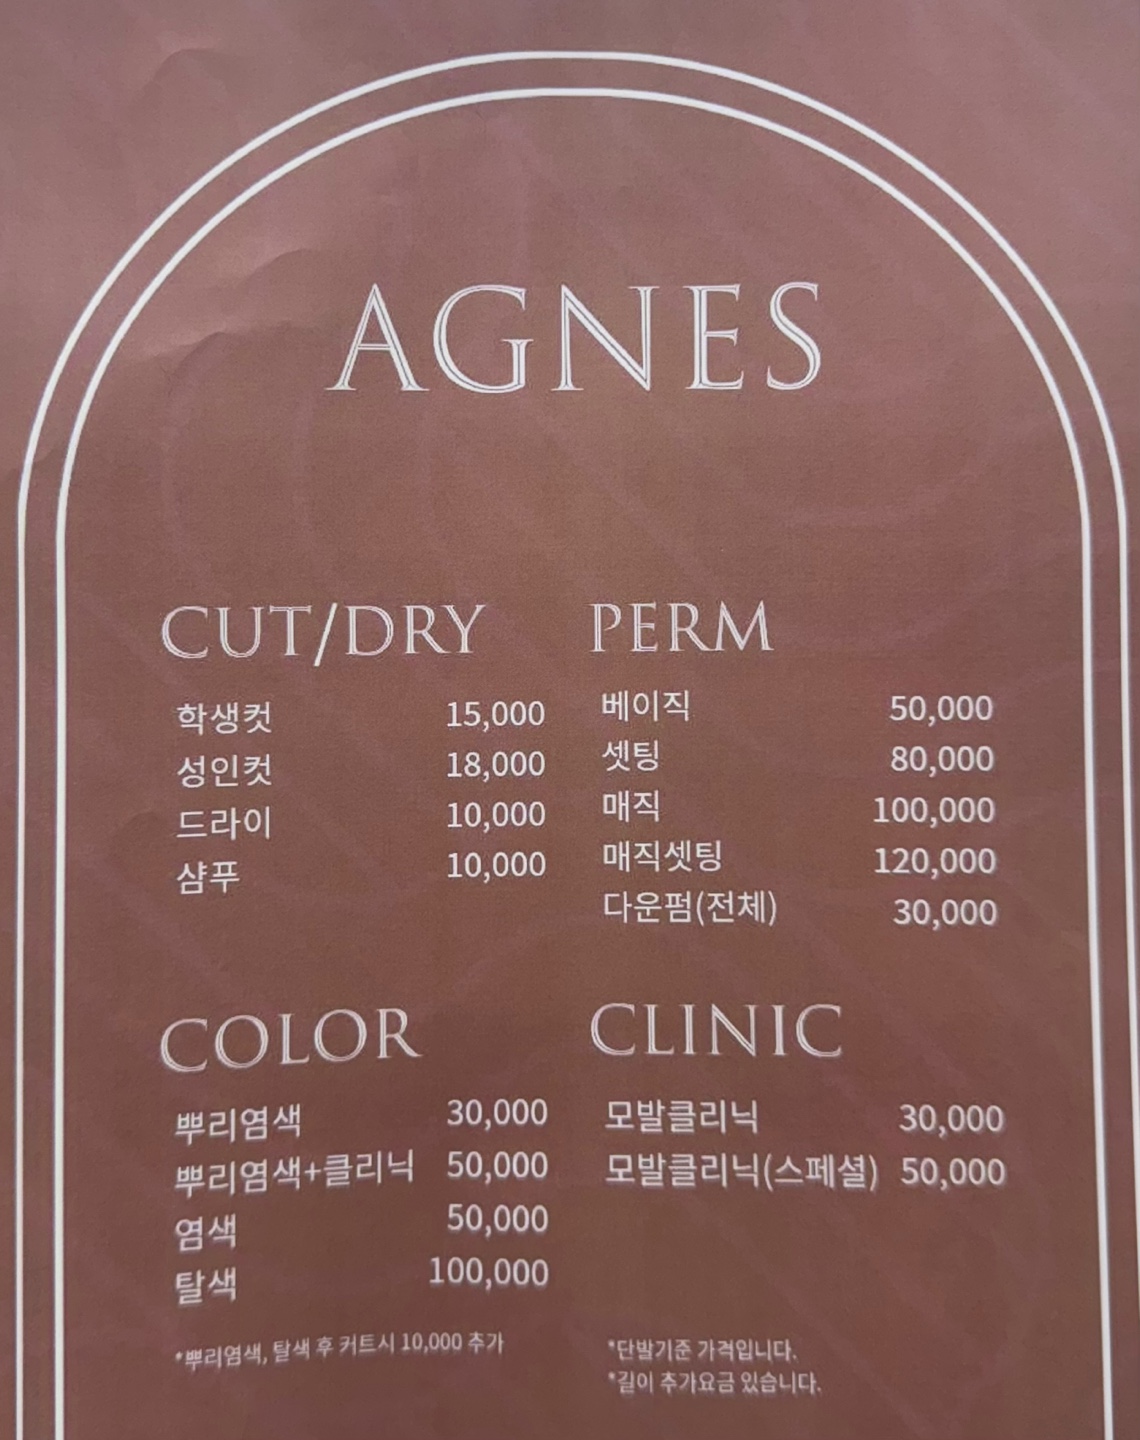 AGNES
CUT/DRY
학생컷 15,000
성인컷 18,000
드라이 10,000
샴푸 10,000
PERM
베이직 50,000
셋팅 80,000
매직 100,000
매직셋팅 120,000
다운펌(전체) 30,000
COLOR
뿌리염색 30,000
뿌리염색+클리닉 50,000
염색 50,000
탈색 100,000
*뿌리염색, 탈색 후 커트시 10,000 추가
CLINIC
모발클리닉 30,000
모발클리닉(스페셜) 50,000
*단발기준 가격입니다.
*길이 추가요금 있습니다.